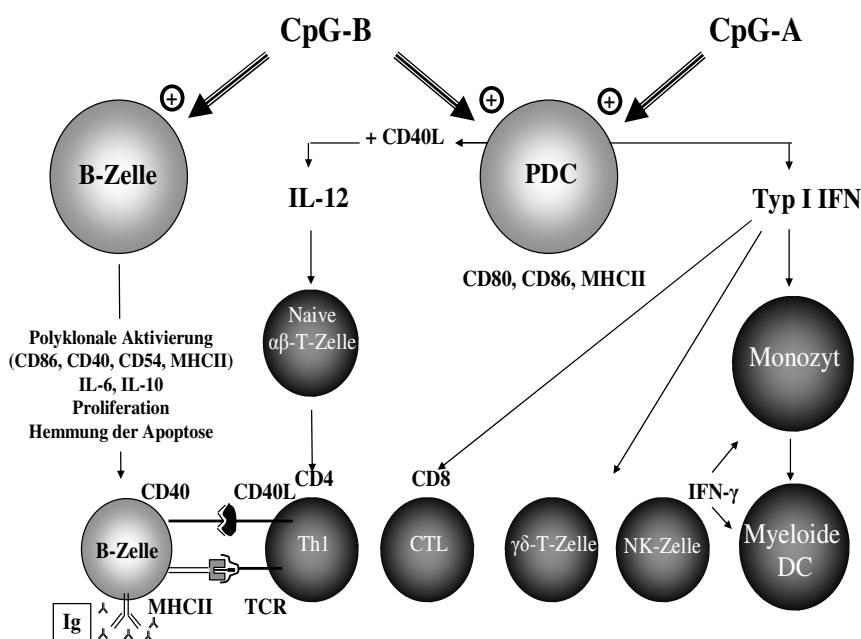 CpG-B
CpG-A
+
+
+
B-Zelle
+ CD40L
PDC
IL-12
Typ I IFN
CD80, CD86, MHCII
Naive
αβ-T-Zelle
Polyklonale Aktivierung
(CD86, CD40, CD54, MHCII)
IL-6, IL-10
Proliferation
Hemmung der Apoptose
Monozyt
CD40
CD40L
CD4
CD8
IFN-γ
B-Zelle
Th1
CTL
γδ-T-Zelle
NK-Zelle
Myeloide
DC
Ig
MHCII
TCR